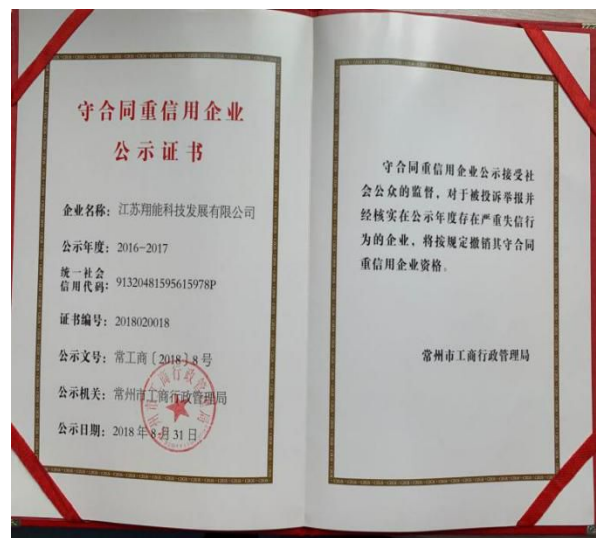 守合同重信用企业
公示证书
企业名称：江苏翔能科技发展有限公司
公示年度：2016-2017
统一社会
信用代码：91320481595615978P
证书编号：2018020018
公示文号：常工商〔2018〕8号
公示机关：常州市工商行政管理局
公示日期：2018年8月31日
守合同重信用企业公示接受社
会公众的监督，对于被投诉举报并
经核实在公示年度存在严重失信行
为的企业，将按规定撤销其守合同
重信用企业资格。
常州市工商行政管理局